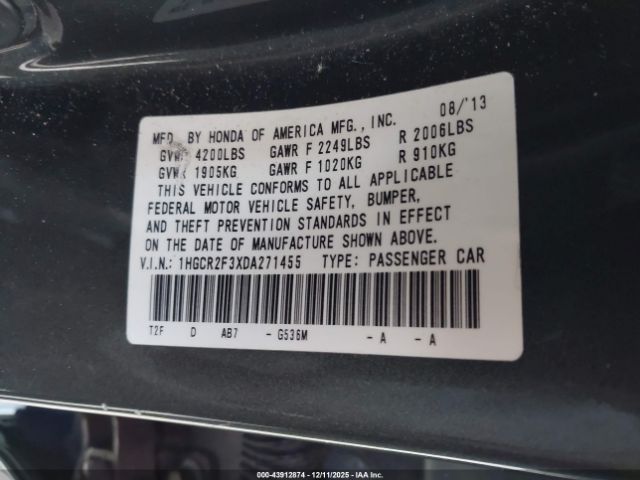 MFD BY HONDA OF AMERICA MFG., INC. 08/'13
GVWR 4200LBS GAWR F 2249LBS R 2006LBS
GVWR 1905KG GAWR F 1020KG R 910KG
THIS VEHICLE CONFORMS TO ALL APPLICABLE
FEDERAL MOTOR VEHICLE SAFETY, BUMPER,
AND THEFT PREVENTION STANDARDS IN EFFECT
ON THE DATE OF MANUFACTURE SHOWN ABOVE.
V.I.N.: 1HGCR2F3XDA271455 TYPE: PASSENGER CAR
T2F D AB7 - G536M - A - A
000-43912874 - 12/11/2025 - IAA Inc.